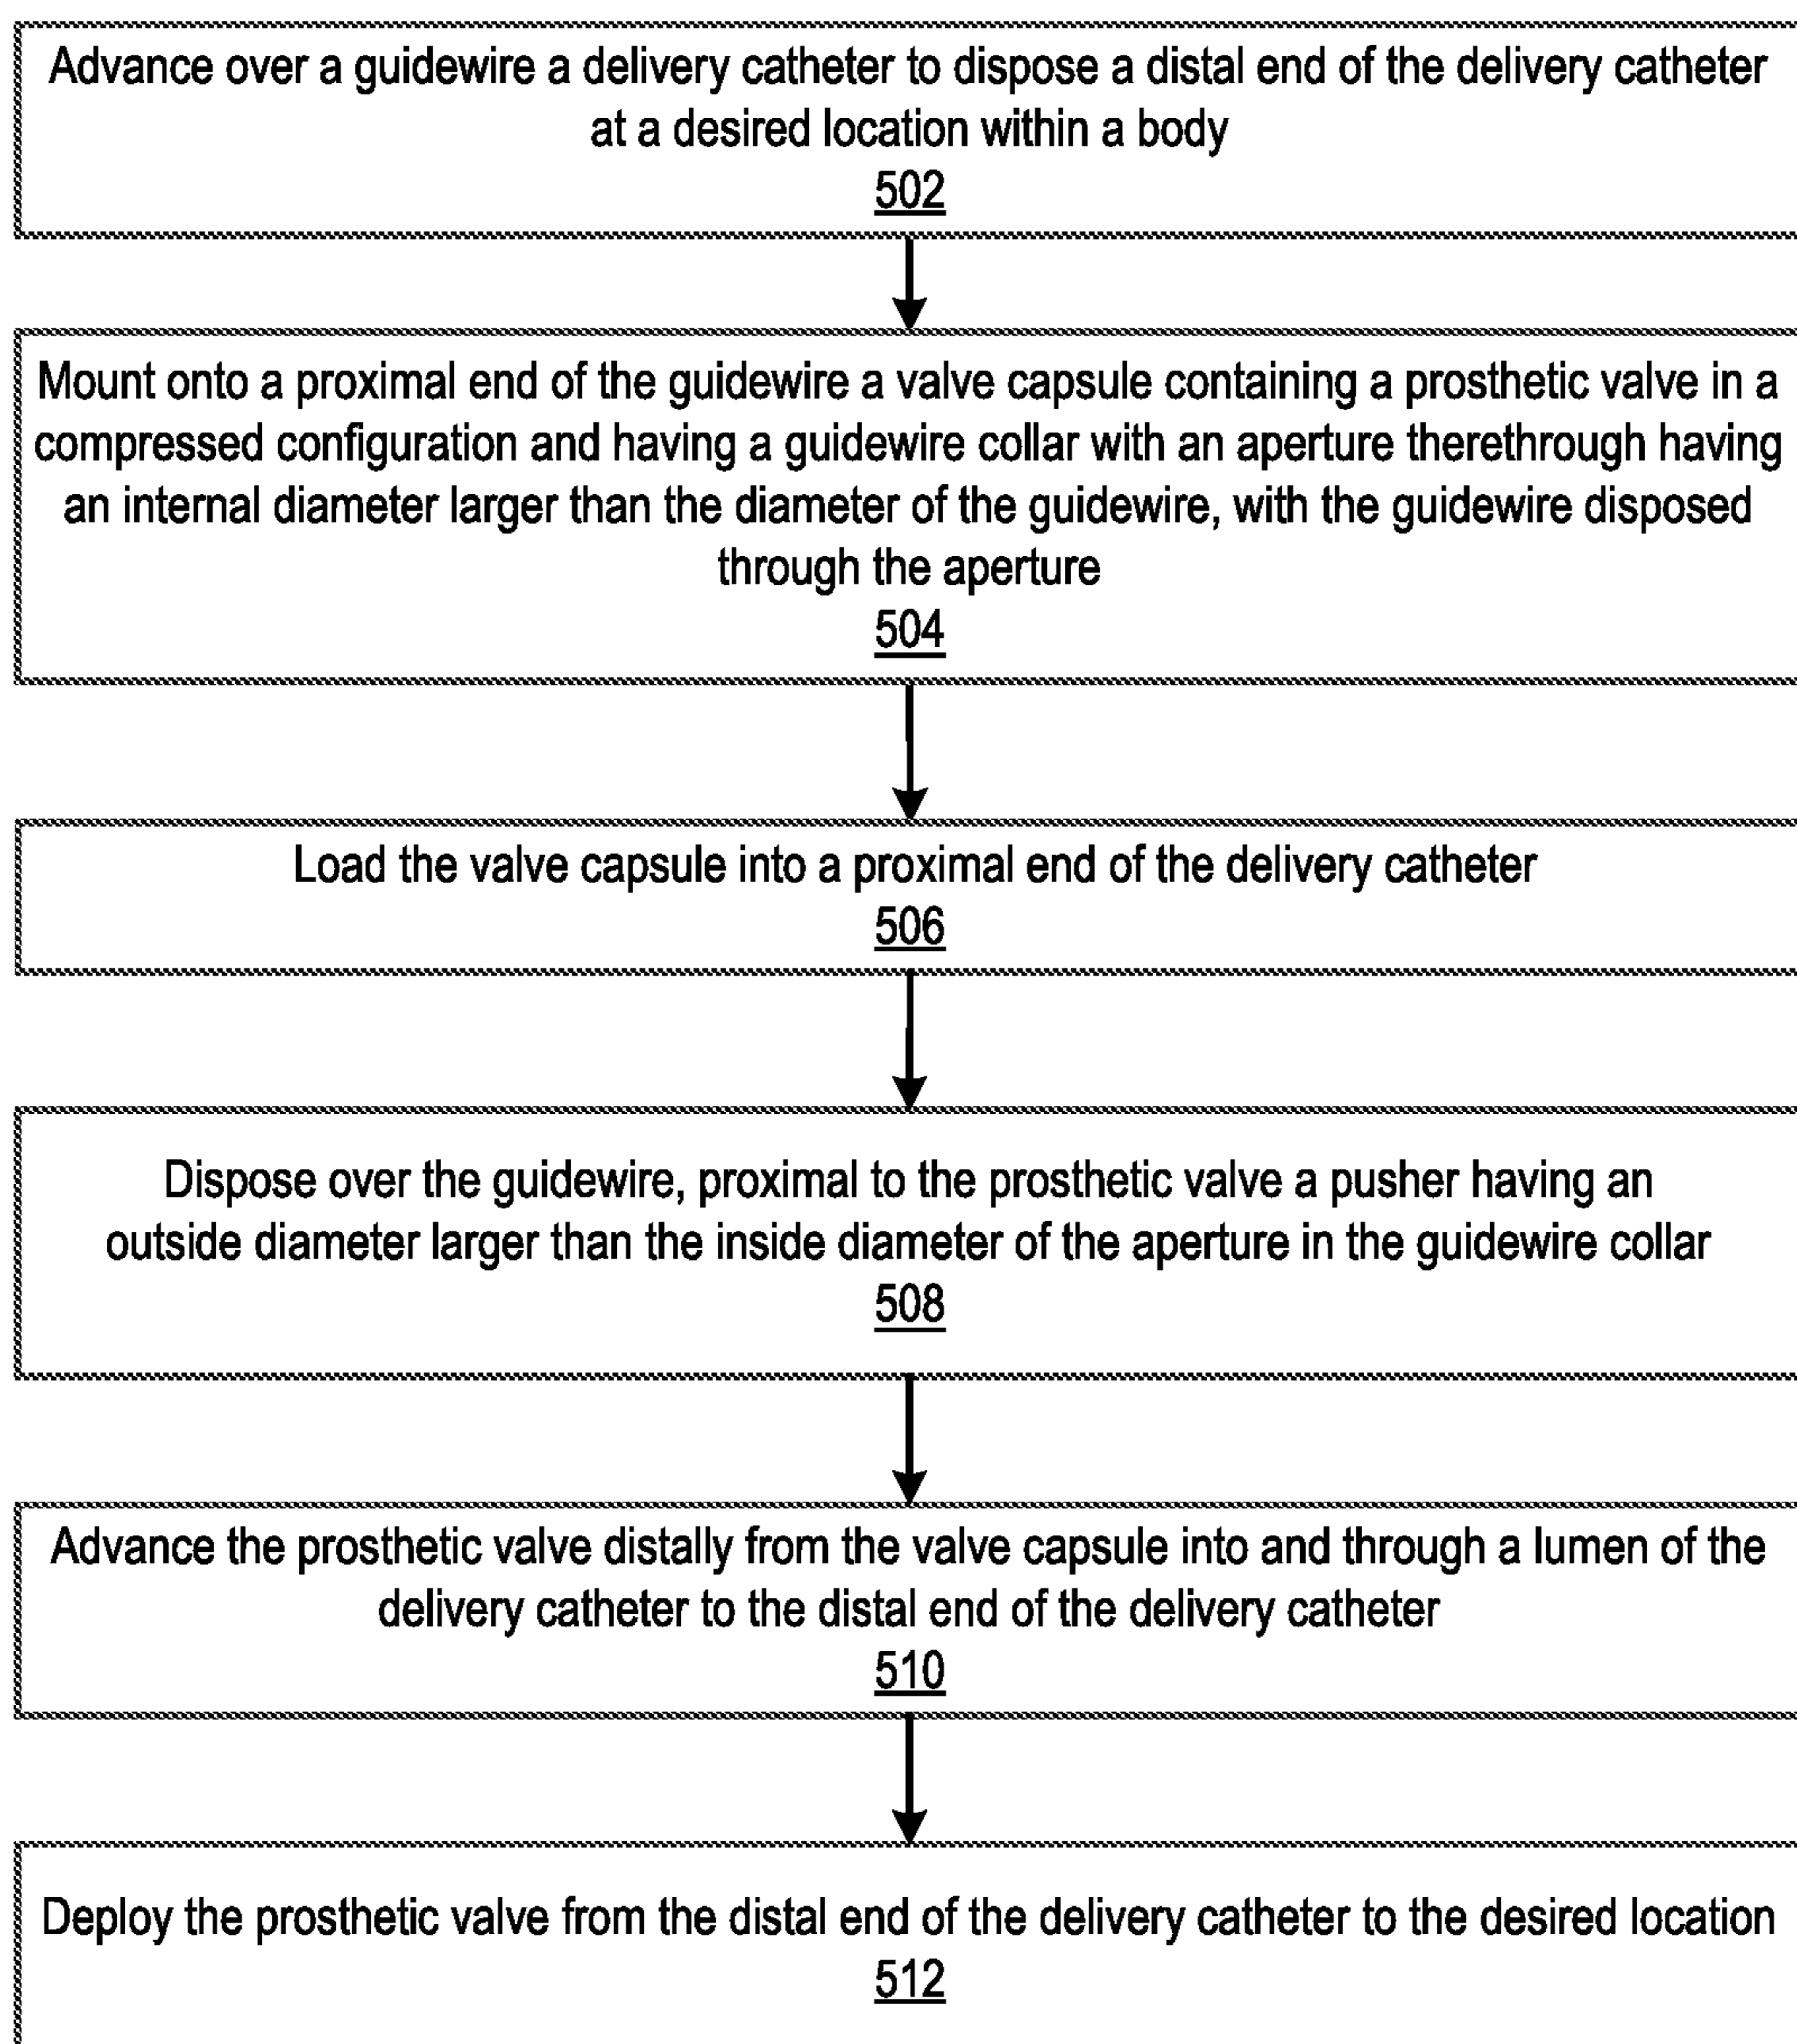 Advance over a guidewire a delivery catheter to dispose a distal end of the delivery catheter
at a desired location within a body
502
Mount onto a proximal end of the guidewire a valve capsule containing a prosthetic valve in a
compressed configuration and having a guidewire collar with an aperture therethrough having
an internal diameter larger than the diameter of the guidewire, with the guidewire disposed
through the aperture
504
Load the valve capsule into a proximal end of the delivery catheter
506
Dispose over the guidewire, proximal to the prosthetic valve a pusher having an
outside diameter larger than the inside diameter of the aperture in the guidewire collar
508
Advance the prosthetic valve distally from the valve capsule into and through a lumen of the
delivery catheter to the distal end of the delivery catheter
510
Deploy the prosthetic valve from the distal end of the delivery catheter to the desired location
512